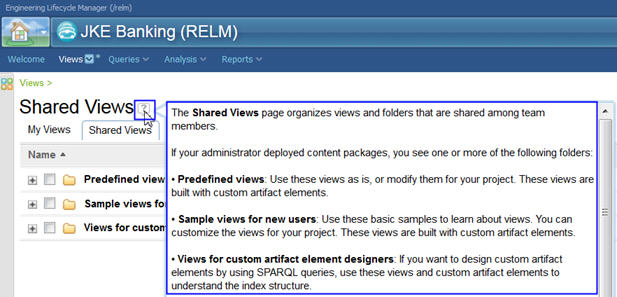 Engineering Lifecycle Manager (/relm)
JKE Banking (RELM)
Welcome Views Queries Analysis Reports
Views >
Shared Views ?
My Views Shared Views
Name
Predefined view
Sample views fo
Views for custom
The Shared Views page organizes views and folders that are shared among team
members.
If your administrator deployed content packages, you see one or more of the following folders:
• Predefined views: Use these views as is, or modify them for your project. These views are
built with custom artifact elements.
• Sample views for new users: Use these basic samples to learn about views. You can
customize the views for your project. These views are built with custom artifact elements.
• Views for custom artifact element designers: If you want to design custom artifact
elements by using SPARQL queries, use these views and custom artifact elements to
understand the index structure.